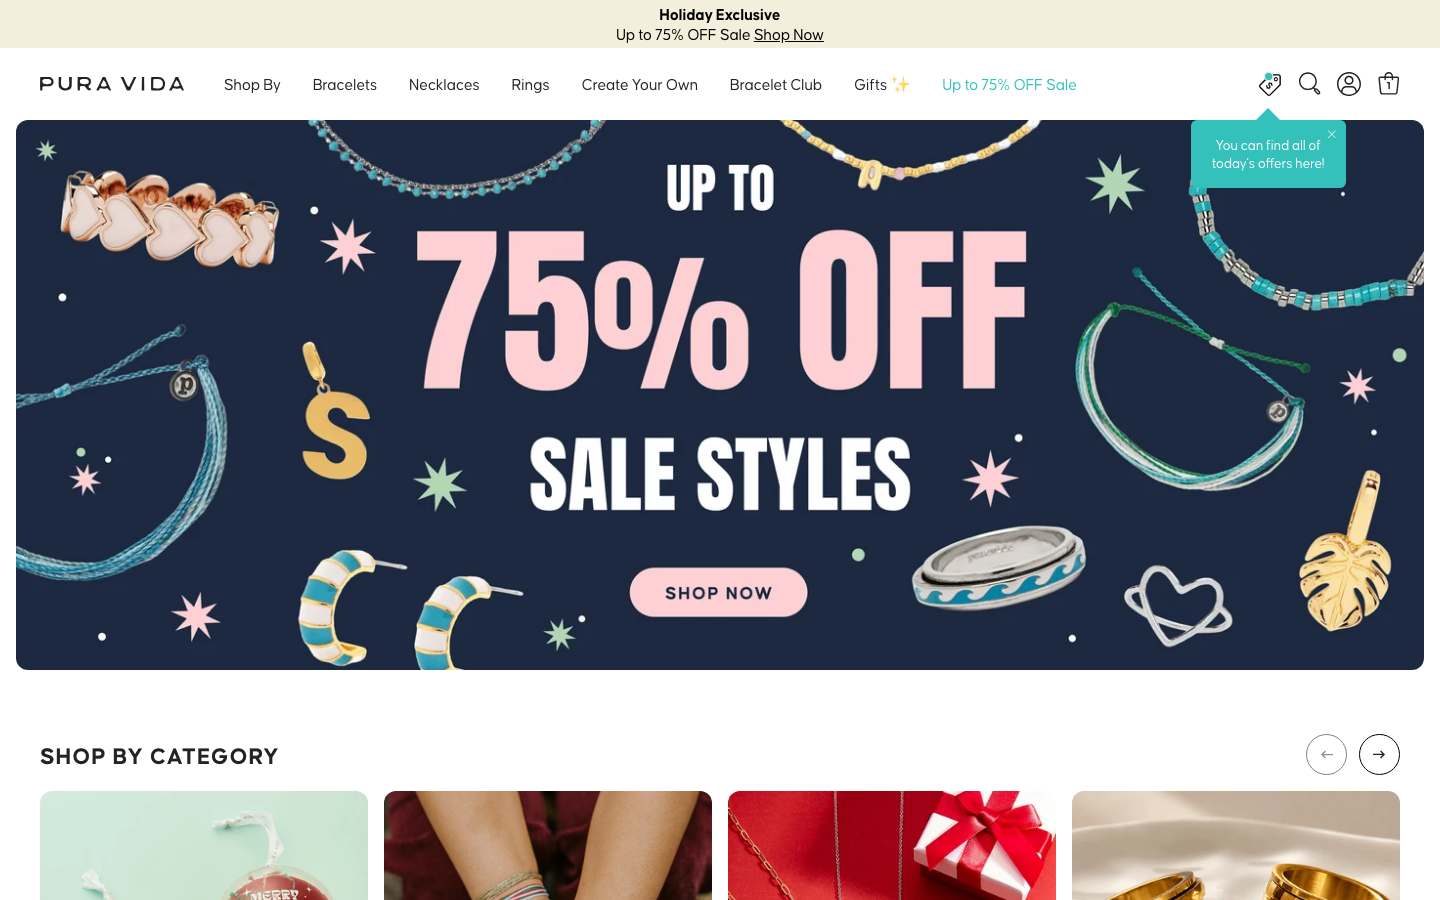 Holiday Exclusive
Up to 75% OFF Sale Shop Now
PURA VIDA
Shop By
Bracelets
Necklaces
Rings
Create Your Own
Bracelet Club
Gifts ✨
Up to 75% OFF Sale
1
You can find all of
today's offers here!
UP TO
75% OFF
SALE STYLES
SHOP NOW
SHOP BY CATEGORY
MERRY